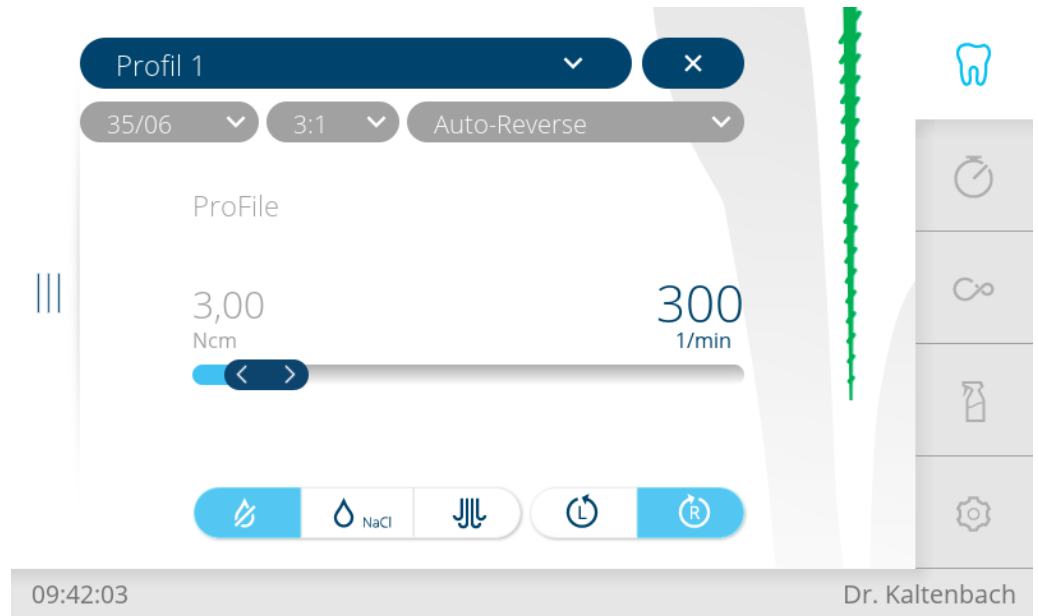 Profil 1
35/06 3:1 Auto-Reverse
ProFile
3,00 300
Ncm 1/min
NaCl L R
09:42:03 Dr. Kaltenbach